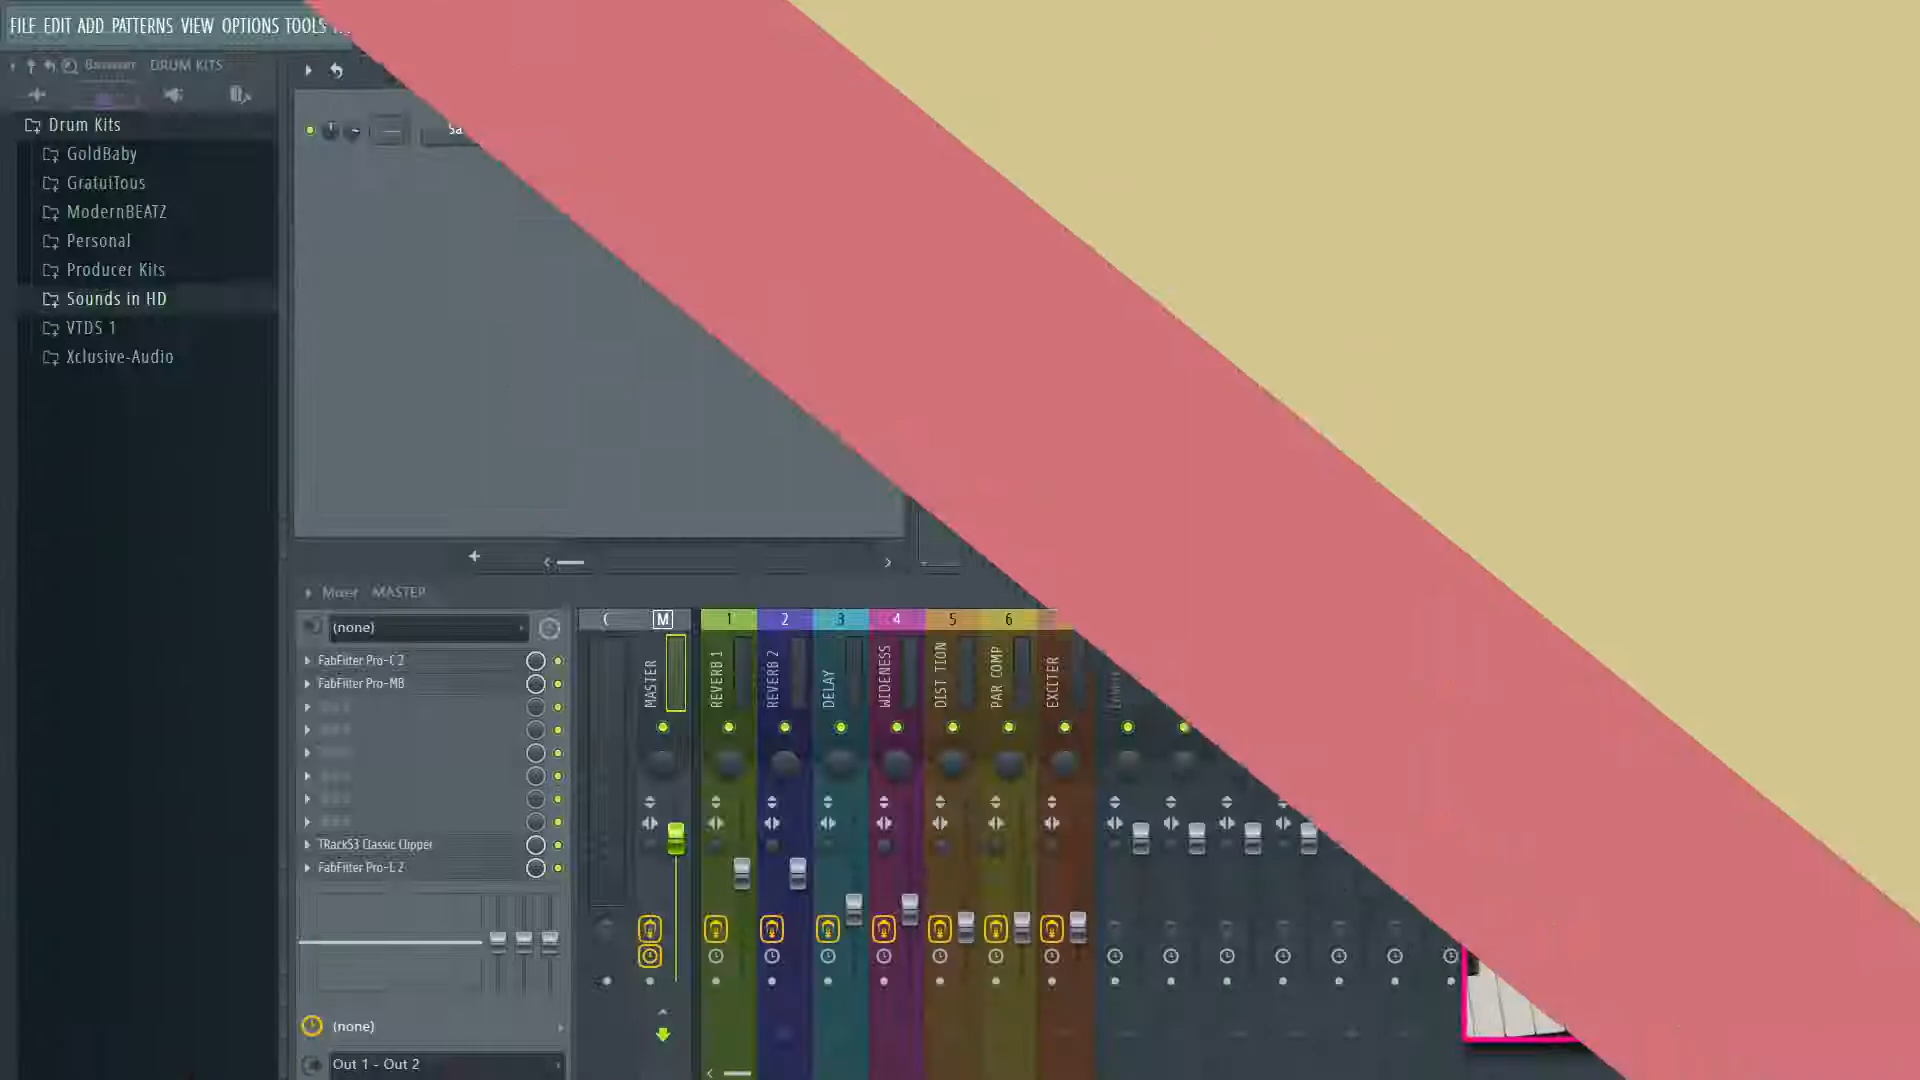 FILE EDIT ADD PATTERNS VIEW OPTIONS TOOLS
Browser DRUM KITS
Drum Kits
GoldBaby
GratuiTous
ModernBEATZ
Personal
Producer Kits
Sounds in HD
VTDS 1
Xclusive-Audio
Sa
Mixer MASTER
(none)
FabFilter Pro-C 2
FabFilter Pro-MB
TRackS3 Classic Clipper
FabFilter Pro-L 2
(none)
Out 1 - Out 2
C M 1 2 3 4 5 6
MASTER
REVERB 1
REVERB 2
DELAY
WIDENESS
DIST TION
PAR COMP
EXCITER